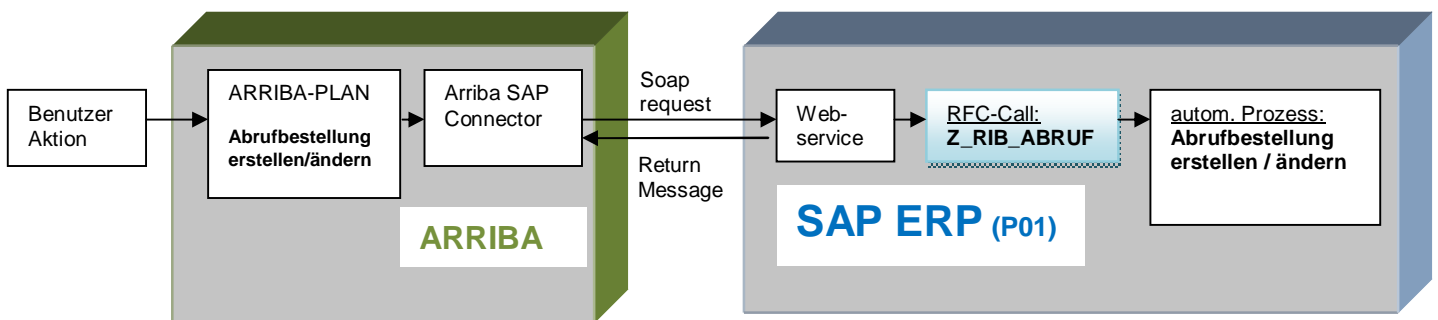 Benutzer
Aktion
ARRIBA-PLAN
Abrufbestellung
erstellen/ändern
Arriba SAP
Connector
ARRIBA
Soap
request
Return
Message
Web-
service
RFC-Call:
Z_RIB_ABRUF
autom. Prozess:
Abrufbestellung
erstellen / ändern
SAP ERP (P01)